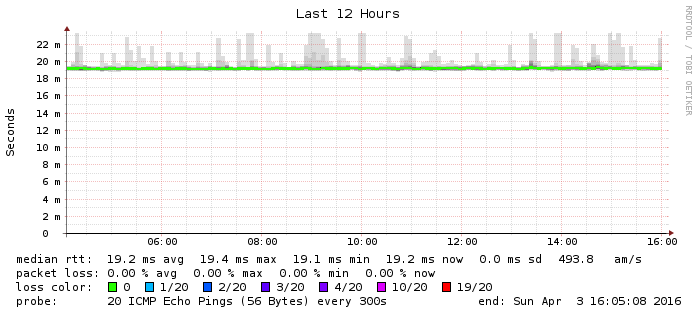 Last 12 Hours
RRDTOOL / TOBI OETIKER
Seconds
22 m
20 m
18 m
16 m
14 m
12 m
10 m
8 m
6 m
4 m
2 m
0
06:00 08:00 10:00 12:00 14:00 16:00
median rtt: 19.2 ms avg 19.4 ms max 19.1 ms min 19.2 ms now 0.0 ms sd 493.8 am/s
packet loss: 0.00 % avg 0.00 % max 0.00 % min 0.00 % now
loss color: 0 1/20 2/20 3/20 4/20 10/20 19/20
probe: 20 ICMP Echo Pings (56 Bytes) every 300s end: Sun Apr 3 16:05:08 2016